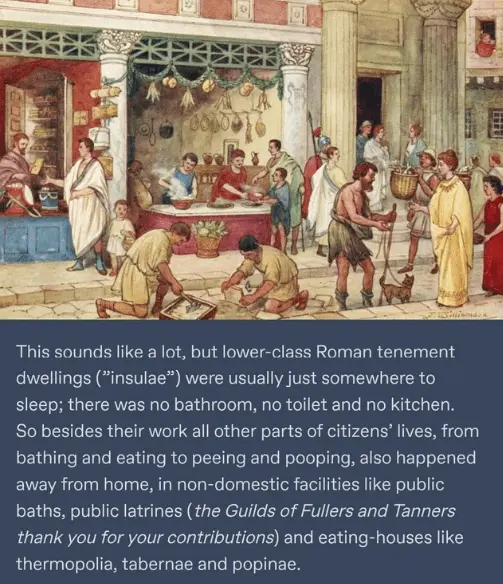 This sounds like a lot, but lower-class Roman tenement
dwellings (”insulae”) were usually just somewhere to
sleep; there was no bathroom, no toilet and no kitchen.
So besides their work all other parts of citizens’ lives, from
bathing and eating to peeing and pooping, also happened
away from home, in non-domestic facilities like public
baths, public latrines (the Guilds of Fullers and Tanners
thank you for your contributions) and eating-houses like
thermopolia, tabernae and popinae.